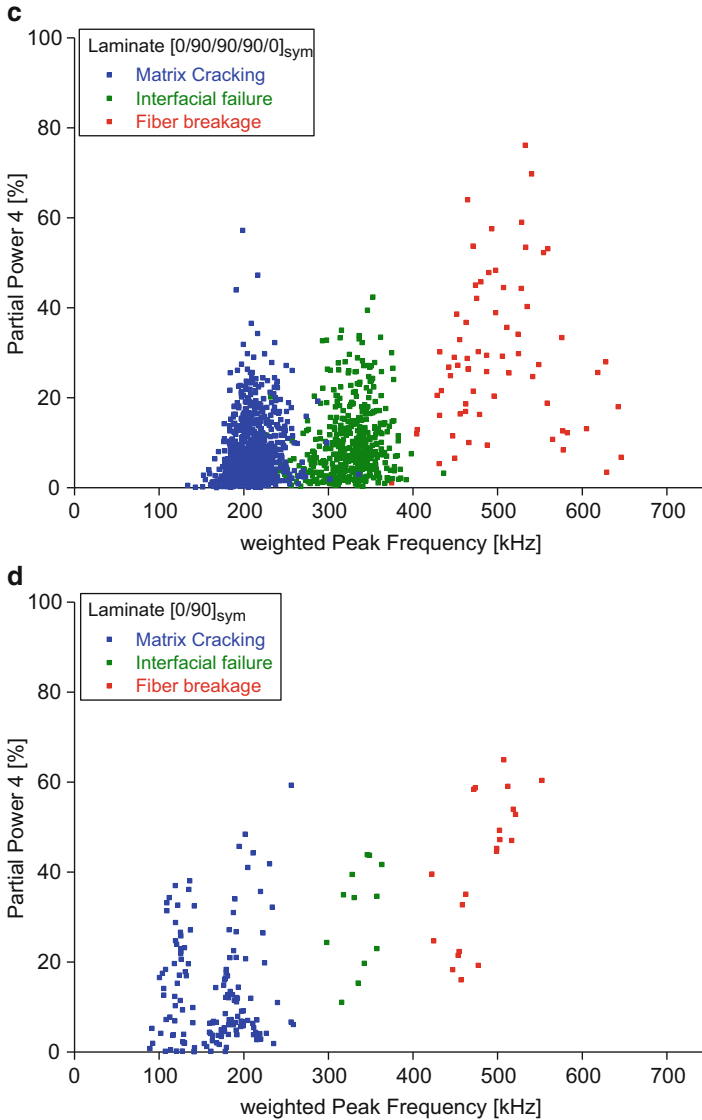 c
100
80
60
40
20
0
Partial Power 4 [%]
Laminate [0/90/90/90/0]sym
Matrix Cracking
Interfacial failure
Fiber breakage
0 100 200 300 400 500 600 700
weighted Peak Frequency [kHz]
d
100
80
60
40
20
0
Partial Power 4 [%]
Laminate [0/90]sym
Matrix Cracking
Interfacial failure
Fiber breakage
0 100 200 300 400 500 600 700
weighted Peak Frequency [kHz]